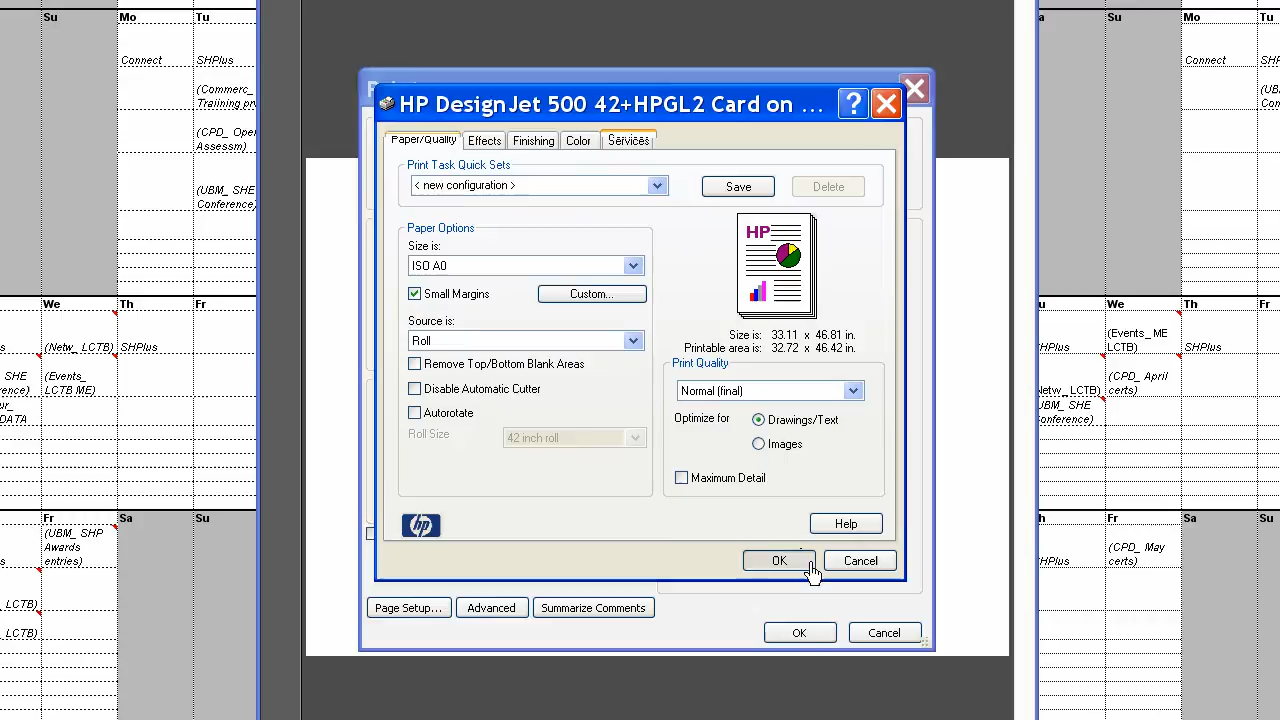 Su Mo Tu
Connect SHPlus
(Commerc_
Traininng pr
(CPD_ Ope
Assessm)
(UBM_ SHE
Conference)
We Th Fr
(Netw_ LCTB) SHPlus
SHE (Events_
ence) LCTB ME)
DATA
Fr Sa Su
(UBM_ SHP
Awards
entries)
LCTB)
LCTB)
HP DesignJet 500 42+HPGL2 Card on ...
Paper/Quality Effects Finishing Color Services
Print Task Quick Sets
< new configuration >
Save
Delete
Paper Options
Size is:
ISO A0
Small Margins
Custom...
Source is:
Roll
Remove Top/Bottom Blank Areas
Disable Automatic Cutter
Autorotate
Roll Size
42 inch roll
HP
Size is: 33.11 x 46.81 in.
Printable area is: 32.72 x 46.42 in.
Print Quality
Normal (final)
Optimize for
Drawings/Text
Images
Maximum Detail
hp
Help
OK
Cancel
Page Setup...
Advanced
Summarize Comments
OK
Cancel
a Su Mo Tu
Connect SHP
u We Th Fr
(Events_ ME
HPlus LCTB) SHPlus
(CPD_ April
Netw_ LCTB) certs)
UBM_ SHE
Conference)
h Fr Sa Su
(CPD_ May
HPlus certs)